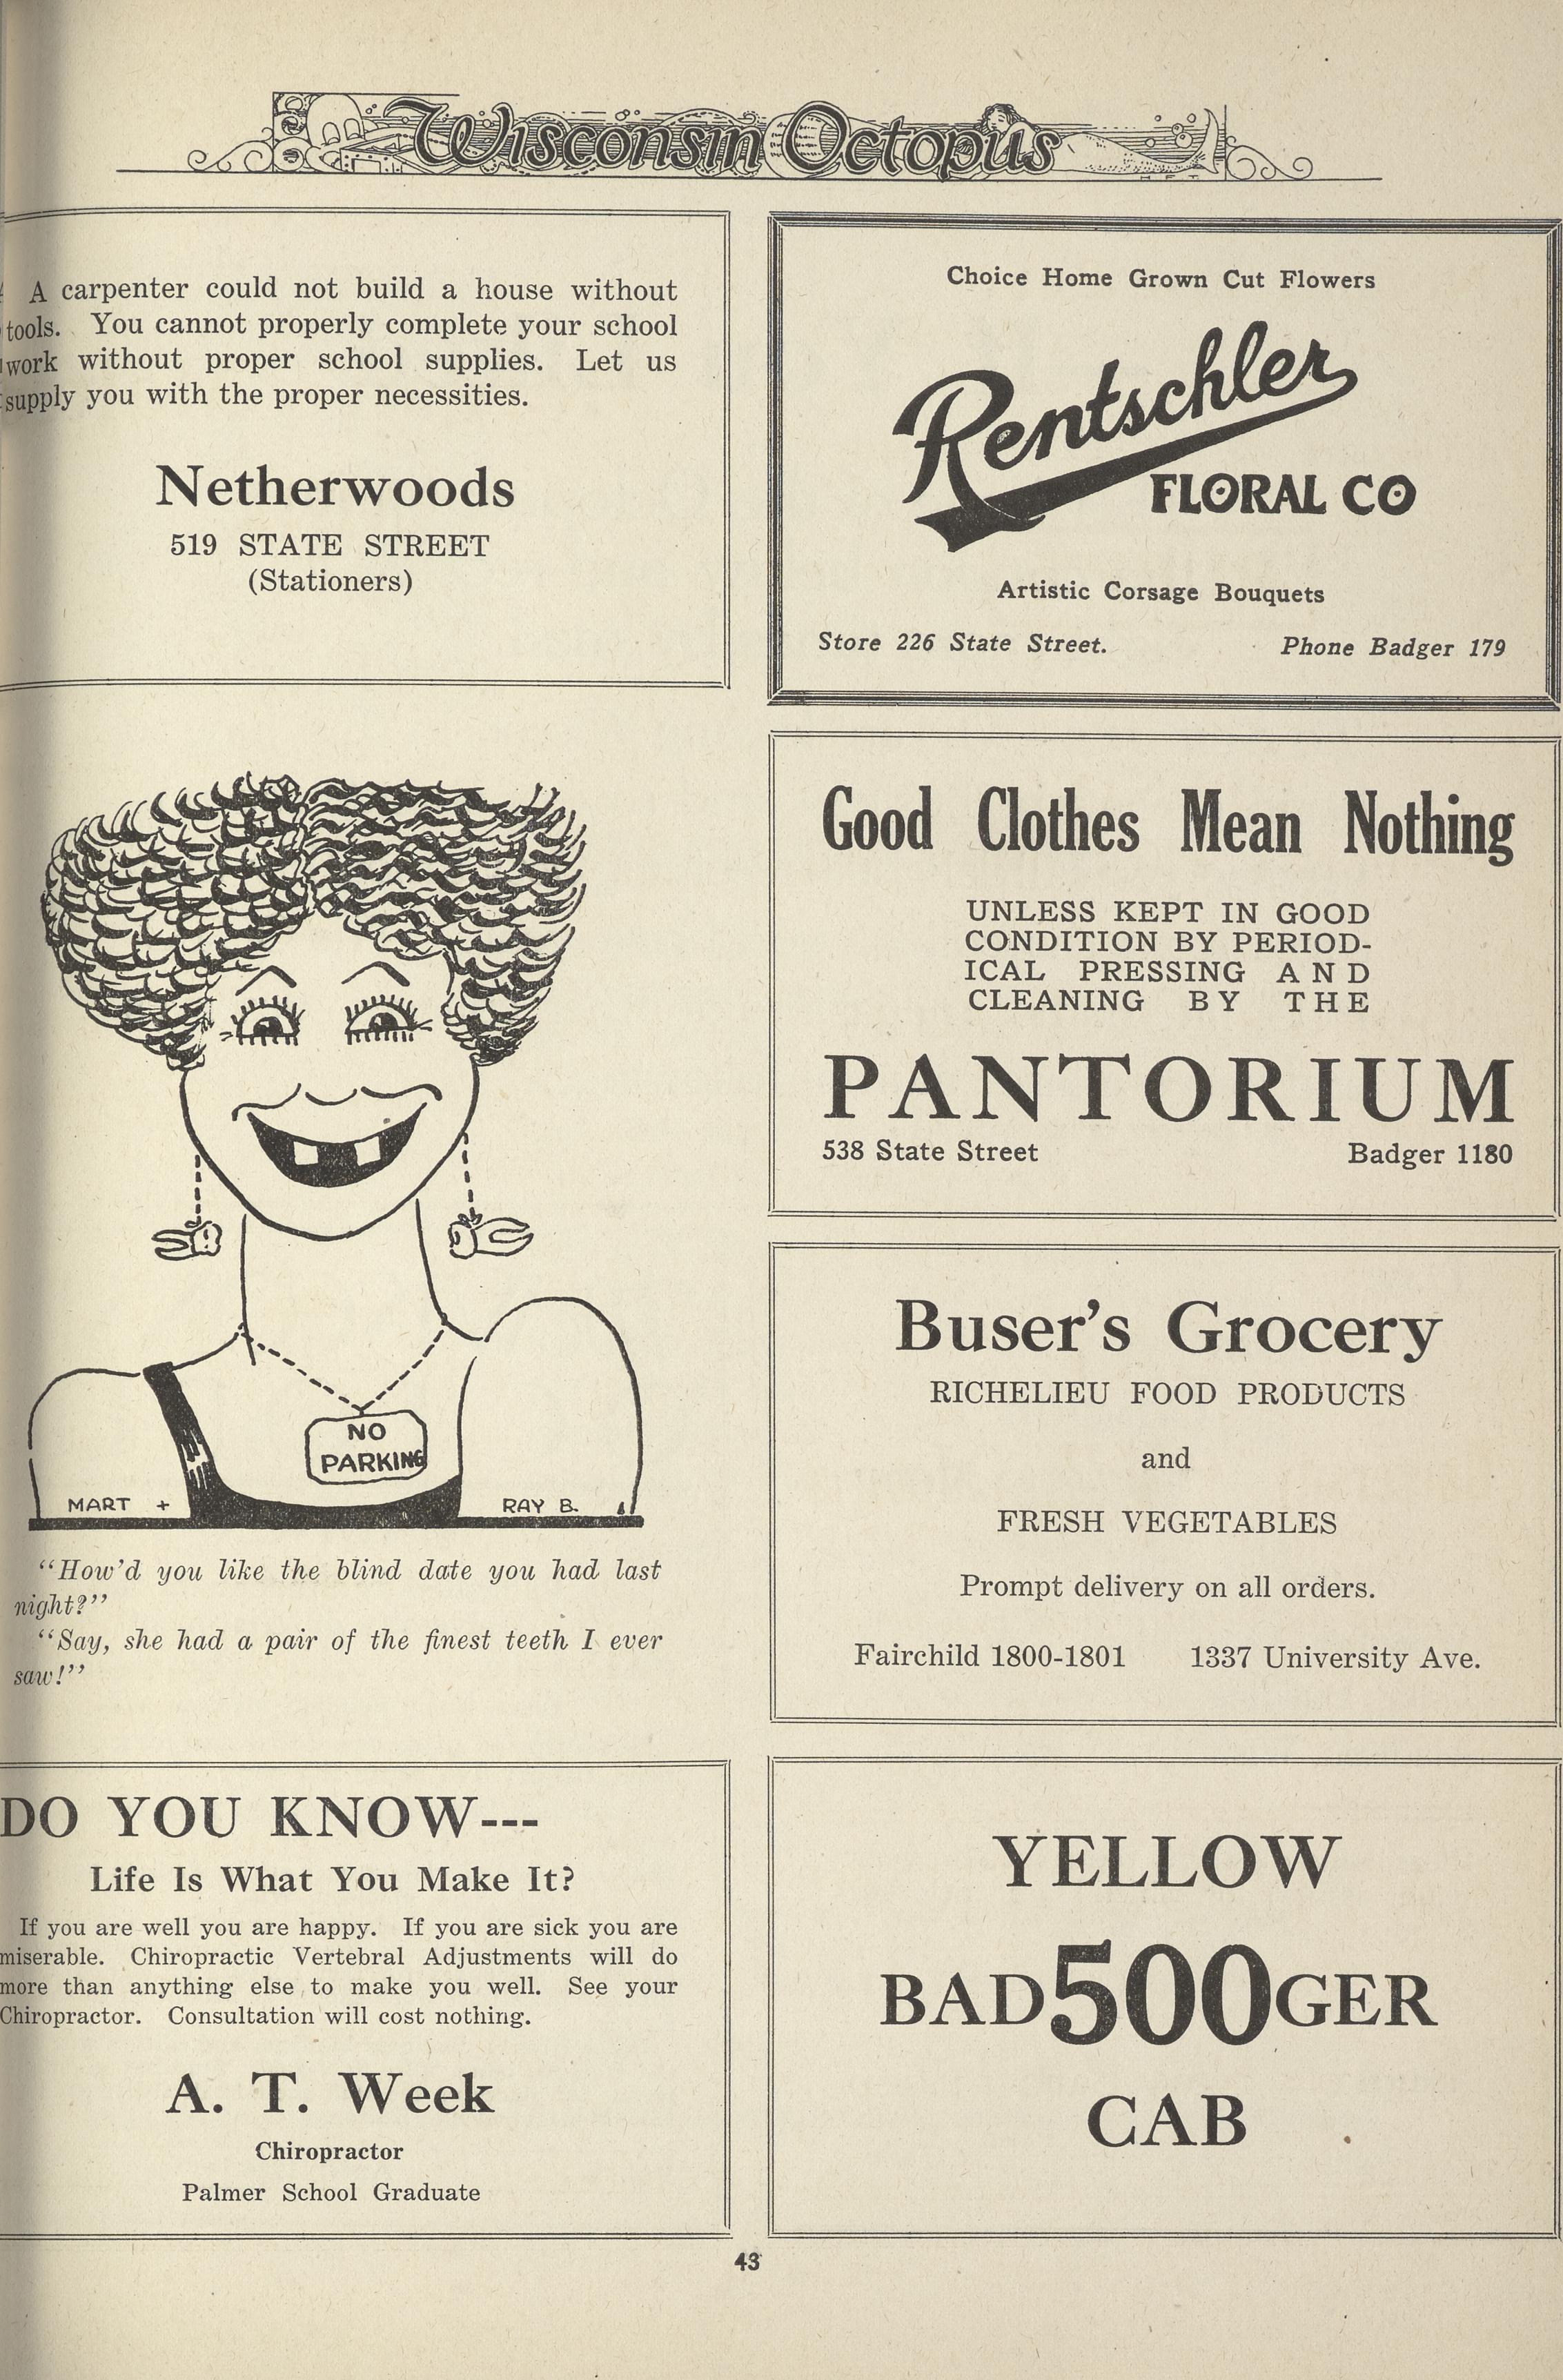 Wisconsin Octopus
A carpenter could not build a house without
tools. You cannot properly complete your school
work without proper school supplies. Let us
supply you with the proper necessities.
Netherwoods
519 STATE STREET
(Stationers)
NO
PARKING
MART + RAY B.
“How’d you like the blind date you had last
night?”
“Say, she had a pair of the finest teeth I ever
saw!”
DO YOU KNOW---
Life Is What You Make It?
If you are well you are happy. If you are sick you are
miserable. Chiropractic Vertebral Adjustments will do
more than anything else to make you well. See your
Chiropractor. Consultation will cost nothing.
A. T. Week
Chiropractor
Palmer School Graduate
Choice Home Grown Cut Flowers
Rentschler
FLORAL CO
Artistic Corsage Bouquets
Store 226 State Street. Phone Badger 179
Good Clothes Mean Nothing
UNLESS KEPT IN GOOD
CONDITION BY PERIOD-
ICAL PRESSING AND
CLEANING BY THE
PANTORIUM
538 State Street Badger 1180
Buser’s Grocery
RICHELIEU FOOD PRODUCTS
and
FRESH VEGETABLES
Prompt delivery on all orders.
Fairchild 1800-1801 1337 University Ave.
YELLOW
BAD500GER
CAB
43